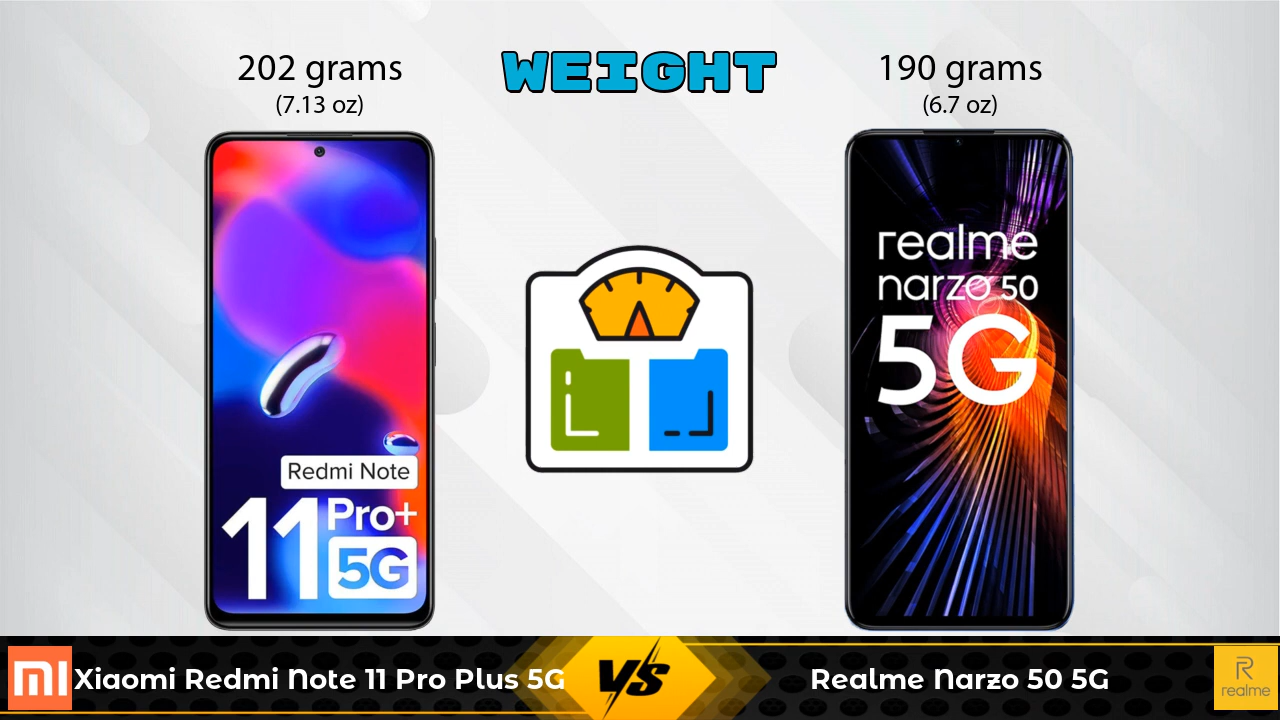 WEIGHT
202 grams
(7.13 oz)
190 grams
(6.7 oz)
Redmi Note
11 Pro+
5G
realme
narzo 50
5G
MI
Xiaomi Redmi Note 11 Pro Plus 5G
VS
Realme Narzo 50 5G
R
realme